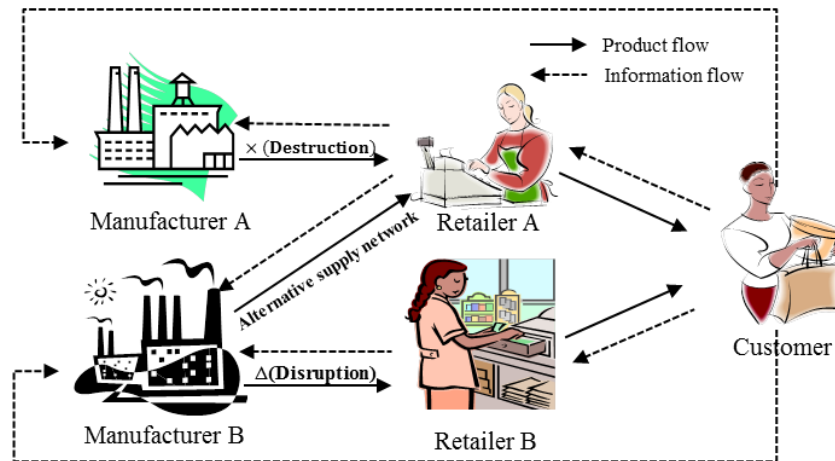 Product flow
Information flow
× (Destruction)
Manufacturer A
Retailer A
Alternative supply network
Customer
Δ(Disruption)
Manufacturer B
Retailer B